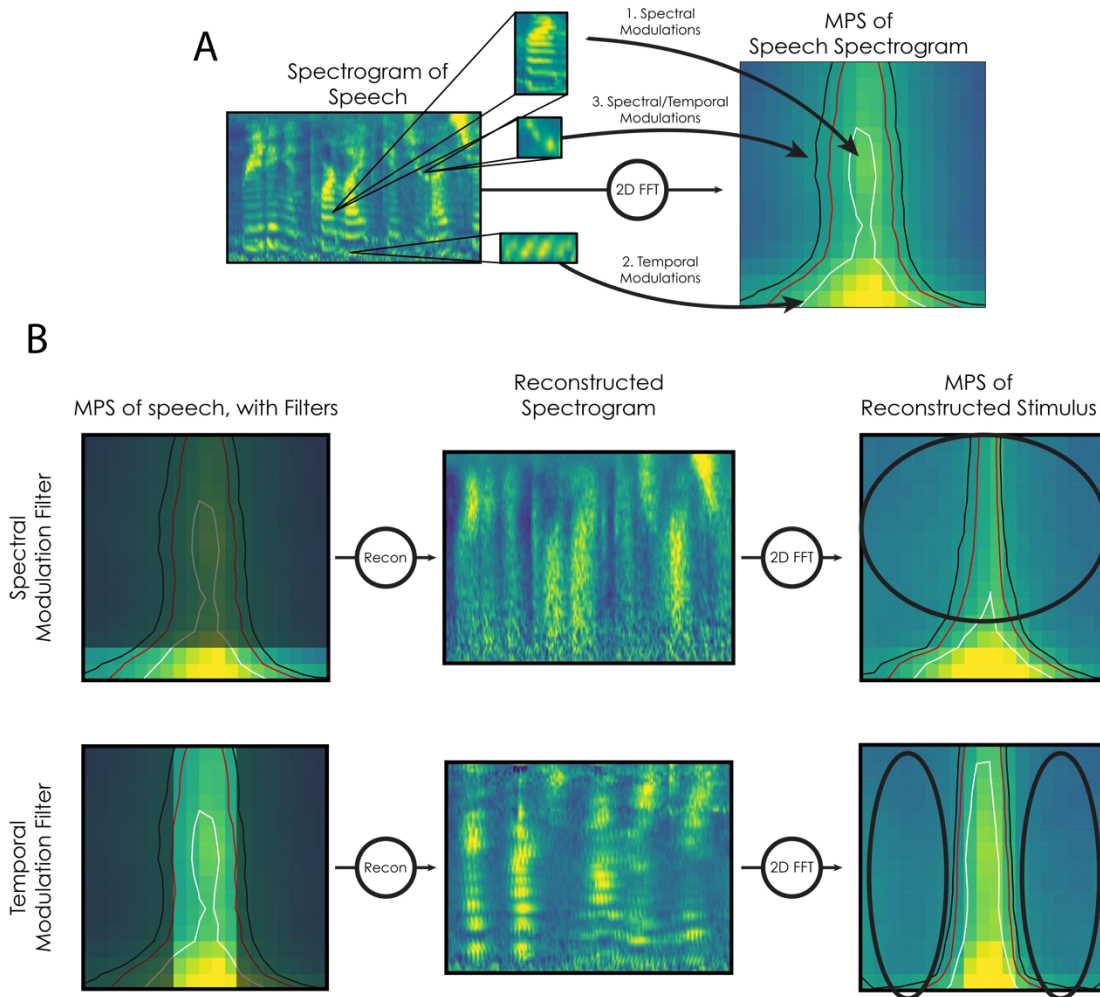 A
Spectrogram of
Speech
1. Spectral
Modulations
3. Spectral/Temporal
Modulations
2D FFT
2. Temporal
Modulations
MPS of
Speech Spectrogram
B
MPS of speech, with Filters
Reconstructed
Spectrogram
MPS of
Reconstructed Stimulus
Spectral
Modulation Filter
Recon
2D FFT
Temporal
Modulation Filter
Recon
2D FFT